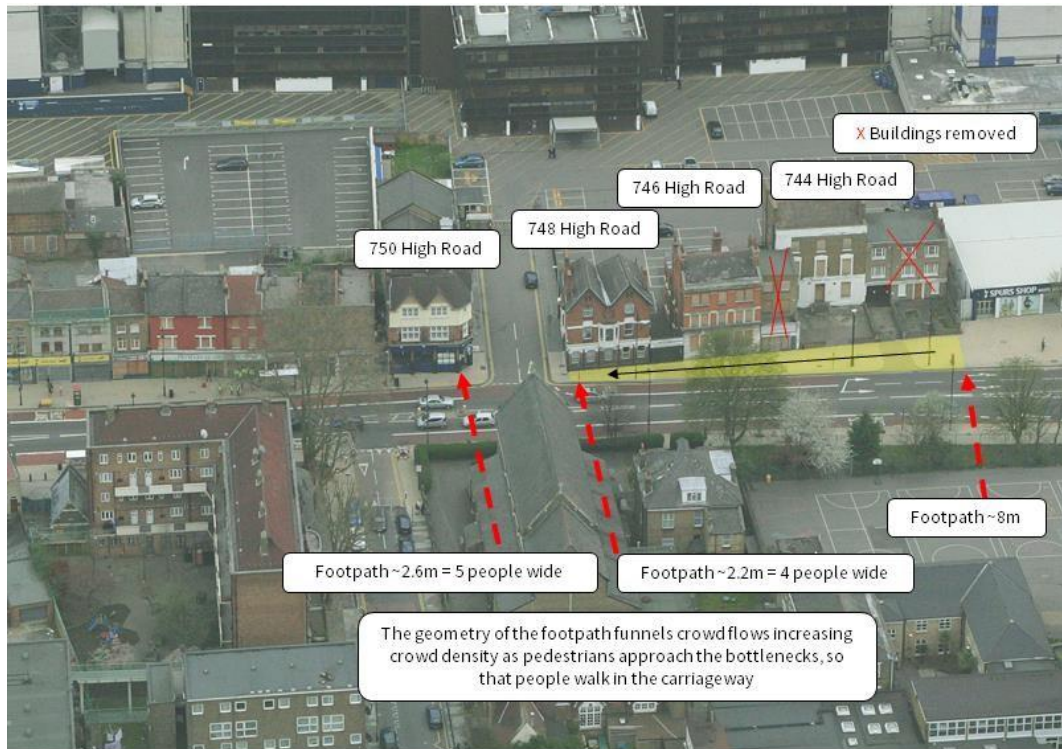 X Buildings removed
744 High Road
746 High Road
748 High Road
750 High Road
SPURS SHOP
Footpath ~8m
Footpath ~2.6m = 5 people wide
Footpath ~2.2m = 4 people wide
The geometry of the footpath funnels crowd flows increasing
crowd density as pedestrians approach the bottlenecks, so
that people walk in the carriageway